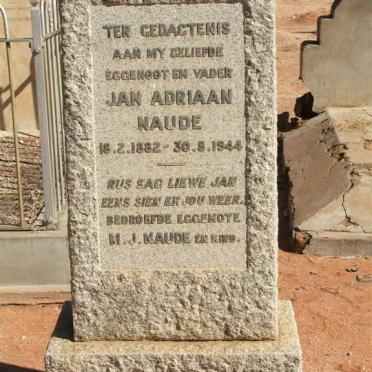 TER GEDAGTENIS
AAN MY GELIEFDE
EGGENOOT EN VADER
JAN ADRIAAN
NAUDE
18.2.1882 - 30.8.1944
RUS SAG LIEWE JAN
EENS SIEN EK JOU WEER.
BEDROEFDE EGGENOTE
M.J. NAUDE EN KIND.